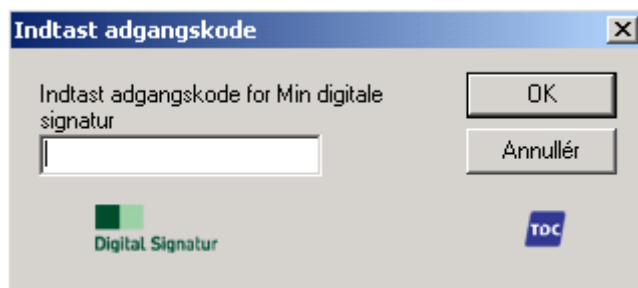 Indtast adgangskode
Indtast adgangskode for Min digitale
signatur
OK
Annullér
Digital Signatur
TDC